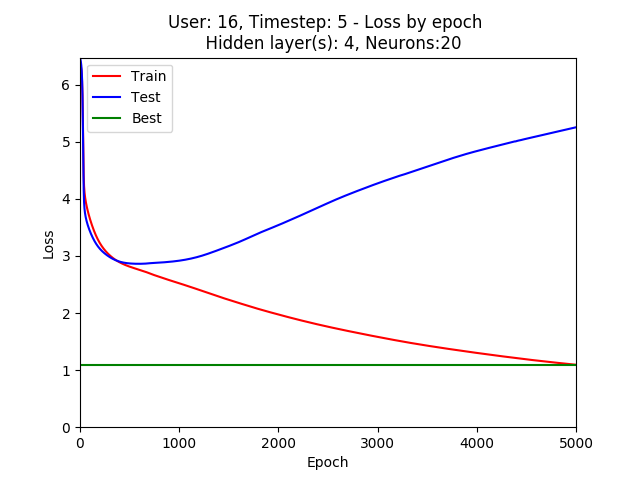 User: 16, Timestep: 5 - Loss by epoch
Hidden layer(s): 4, Neurons:20
Train
Test
Best
Loss
6
5
4
3
2
1
0
0 1000 2000 3000 4000 5000
Epoch